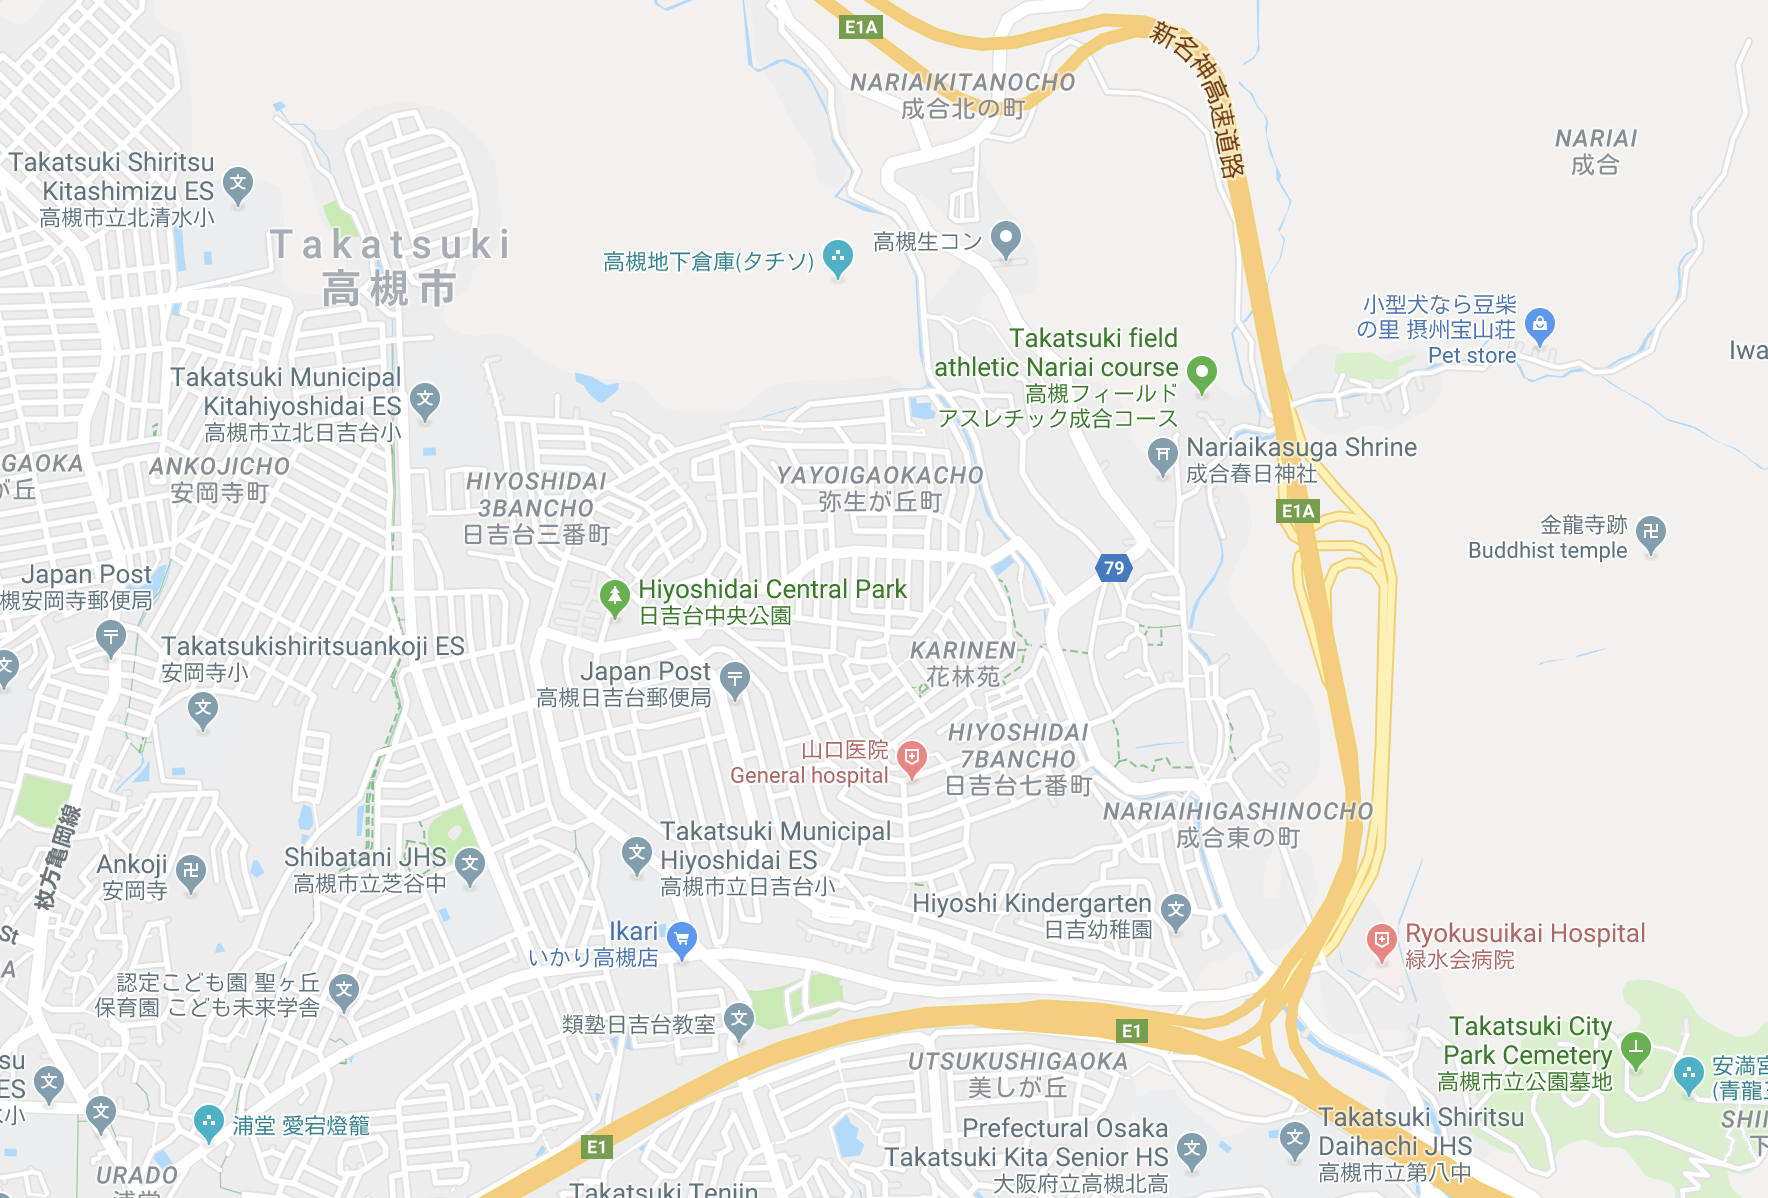 E1A
新名神高速道路
NARIAIKITANOCHO
成合北の町
NARIAI
成合
Takatsuki Shiritsu
Kitashimizu ES
高槻市立北清水小
Takatsuki
高槻市
高槻地下倉庫(タチソ)
高槻生コン
小型犬なら豆柴
の里 摂州宝山荘
Pet store
Iwa
Takatsuki field
athletic Nariai course
高槻フィールド
アスレチック成合コース
Takatsuki Municipal
Kitahiyoshidai ES
高槻市立北日吉台小
Nariaikasuga Shrine
成合春日神社
GAOKA
が丘
ANKOJICHO
安岡寺町
HIYOSHIDAI
3BANCHO
日吉台三番町
YAYOIGAOKACHO
弥生が丘町
E1A
金龍寺跡
Buddhist temple
79
Japan Post
槻安岡寺郵便局
Hiyoshidai Central Park
日吉台中央公園
Takatsukishiritsuankoji ES
安岡寺小
KARINEN
花林苑
Japan Post
高槻日吉台郵便局
HIYOSHIDAI
7BANCHO
日吉台七番町
山口医院
General hospital
NARIAIHIGASHINOCHO
成合東の町
枚方亀岡線
Takatsuki Municipal
Hiyoshidai ES
高槻市立日吉台小
Ankoji
安岡寺
Shibatani JHS
高槻市立芝谷中
Hiyoshi Kindergarten
日吉幼稚園
St
A
Ikari
いかり高槻店
Ryokusuikai Hospital
緑水会病院
認定こども園 聖ヶ丘
保育園 こども未来学舎
類塾日吉台教室
E1
Takatsuki City
Park Cemetery
高槻市立公園墓地
安満宮
(青龍
su
ES
小
UTSUKUSHIGAOKA
美しが丘
浦堂 愛宕燈籠
E1
Prefectural Osaka
Takatsuki Kita Senior HS
大阪府立高槻北高
Takatsuki Shiritsu
Daihachi JHS
高槻市立第八中
SHI
下
URADO
浦堂
Takatsuki Tenjin